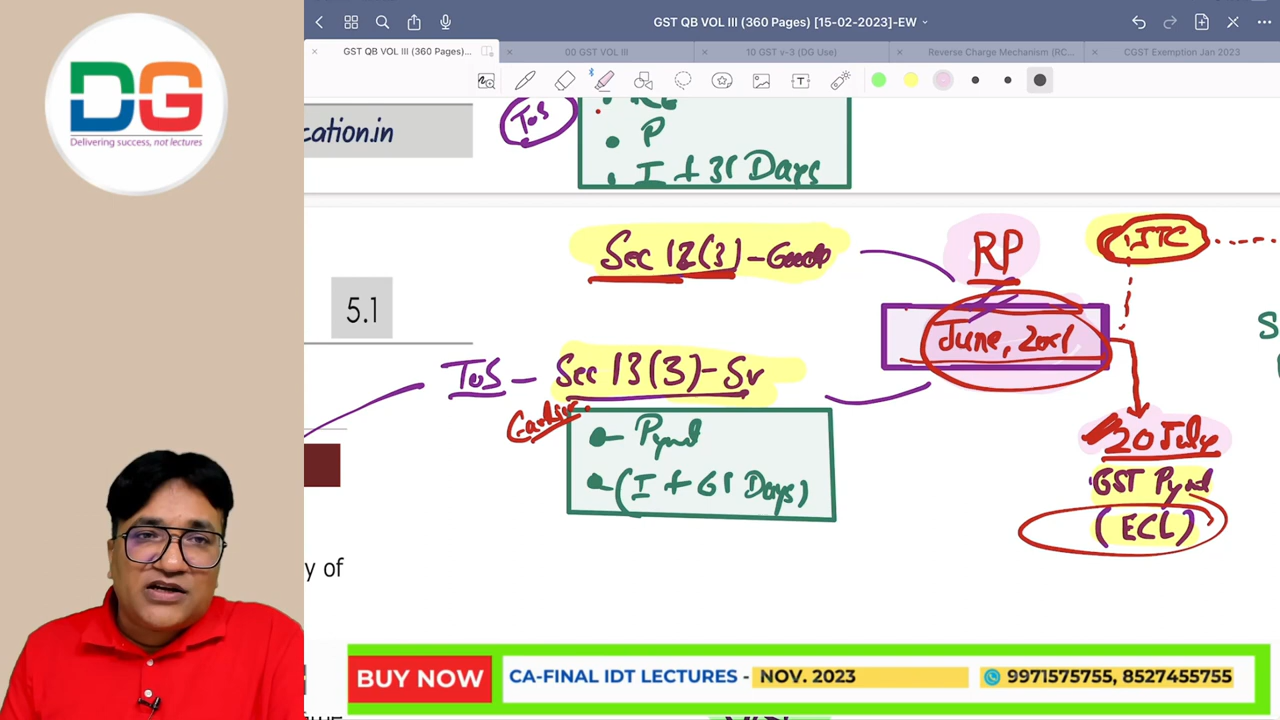 GST QB VOL III (360 Pages) [15-02-2023]-EW
GST QB VOL III (360 Pages)...
00 GST VOL III
10 GST v-3 (DG Use)
Reverse Charge Mechanism (RC...
CGST Exemption Jan 2023
DG
Delivering success, not lectures
cation.in
ToS
P
I + 31 Days
Sec 12(3)-Goods
RP
ITC
5.1
June, 2021
ToS - Sec 13(3)-Sv
Earlier
Pymt
(I + 61 Days)
20 July
GST Pymt
(ECL)
y of
BUY NOW
CA-FINAL IDT LECTURES - NOV. 2023
9971575755, 8527455755